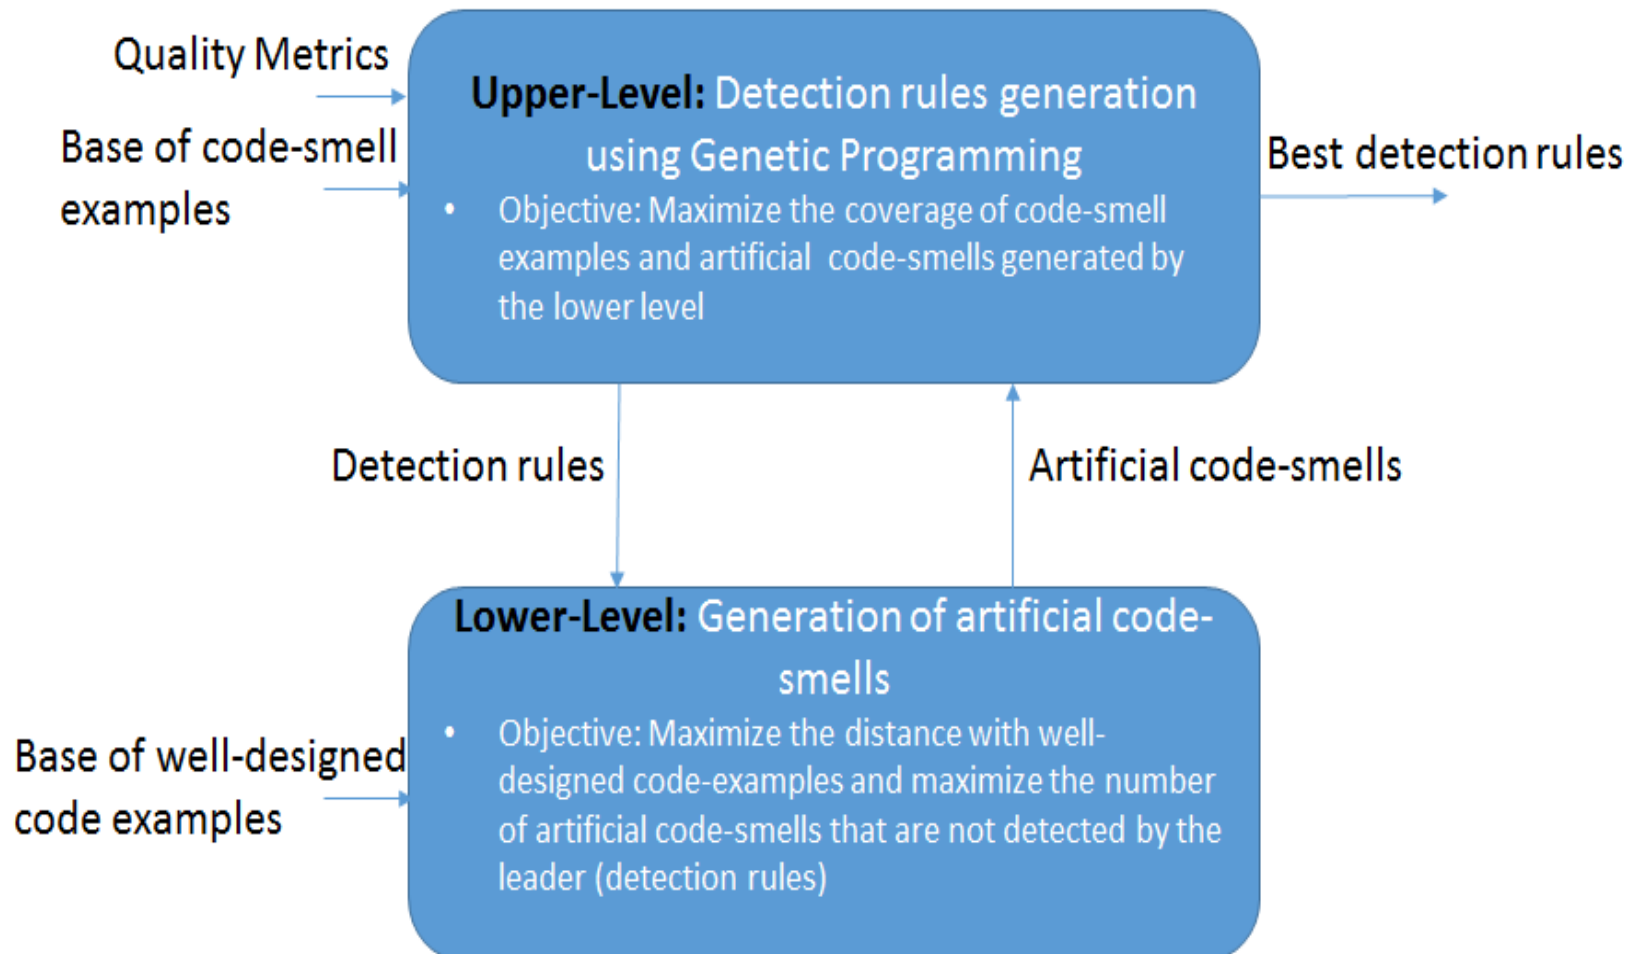 Quality Metrics
Base of code-smell
examples
Upper-Level: Detection rules generation
using Genetic Programming
• Objective: Maximize the coverage of code-smell
examples and artificial code-smells generated by
the lower level
Best detection rules
Detection rules
Artificial code-smells
Base of well-designed
code examples
Lower-Level: Generation of artificial code-
smells
• Objective: Maximize the distance with well-
designed code-examples and maximize the number
of artificial code-smells that are not detected by the
leader (detection rules)